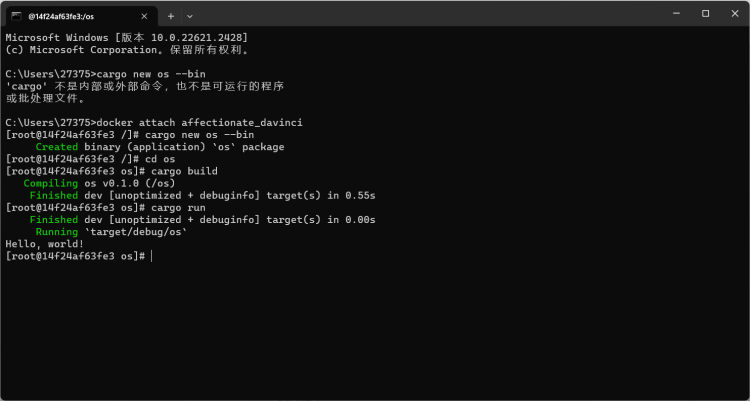 @14f24af63fe3:/os
Microsoft Windows [版本 10.0.22621.2428]
(c) Microsoft Corporation。保留所有权利。
C:\Users\27375>cargo new os --bin
'cargo' 不是内部或外部命令，也不是可运行的程序
或批处理文件。
C:\Users\27375>docker attach affectionate_davinci
[root@14f24af63fe3 /]# cargo new os --bin
Created binary (application) `os` package
[root@14f24af63fe3 /]# cd os
[root@14f24af63fe3 os]# cargo build
Compiling os v0.1.0 (/os)
Finished dev [unoptimized + debuginfo] target(s) in 0.55s
[root@14f24af63fe3 os]# cargo run
Finished dev [unoptimized + debuginfo] target(s) in 0.00s
Running `target/debug/os`
Hello, world!
[root@14f24af63fe3 os]#